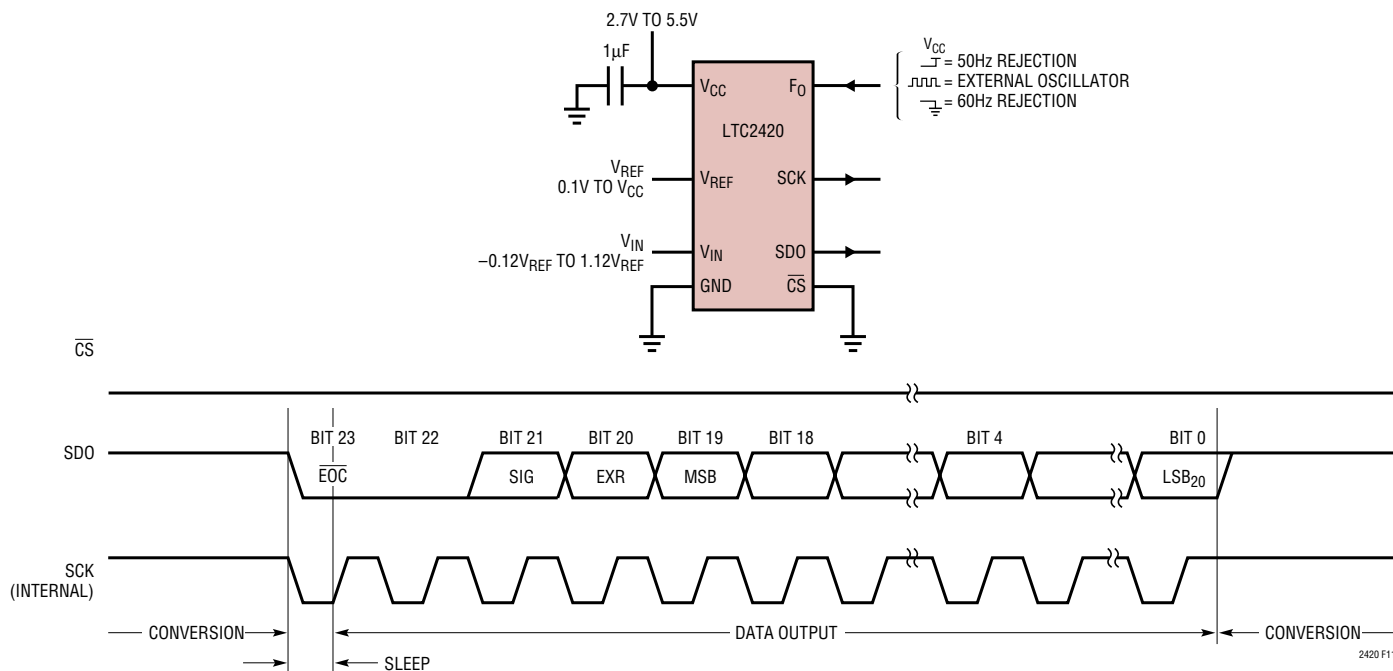 2.7V TO 5.5V
1µF
VCC
FO
VCC
= 50Hz REJECTION
= EXTERNAL OSCILLATOR
= 60Hz REJECTION
LTC2420
VREF
0.1V TO VCC
VREF
SCK
VIN
–0.12VREF TO 1.12VREF
VIN
SDO
GND
CS
CS
SDO
BIT 23
BIT 22
BIT 21
BIT 20
BIT 19
BIT 18
BIT 4
BIT 0
EOC
SIG
EXR
MSB
LSB20
SCK
(INTERNAL)
CONVERSION
DATA OUTPUT
CONVERSION
SLEEP
2420 F11